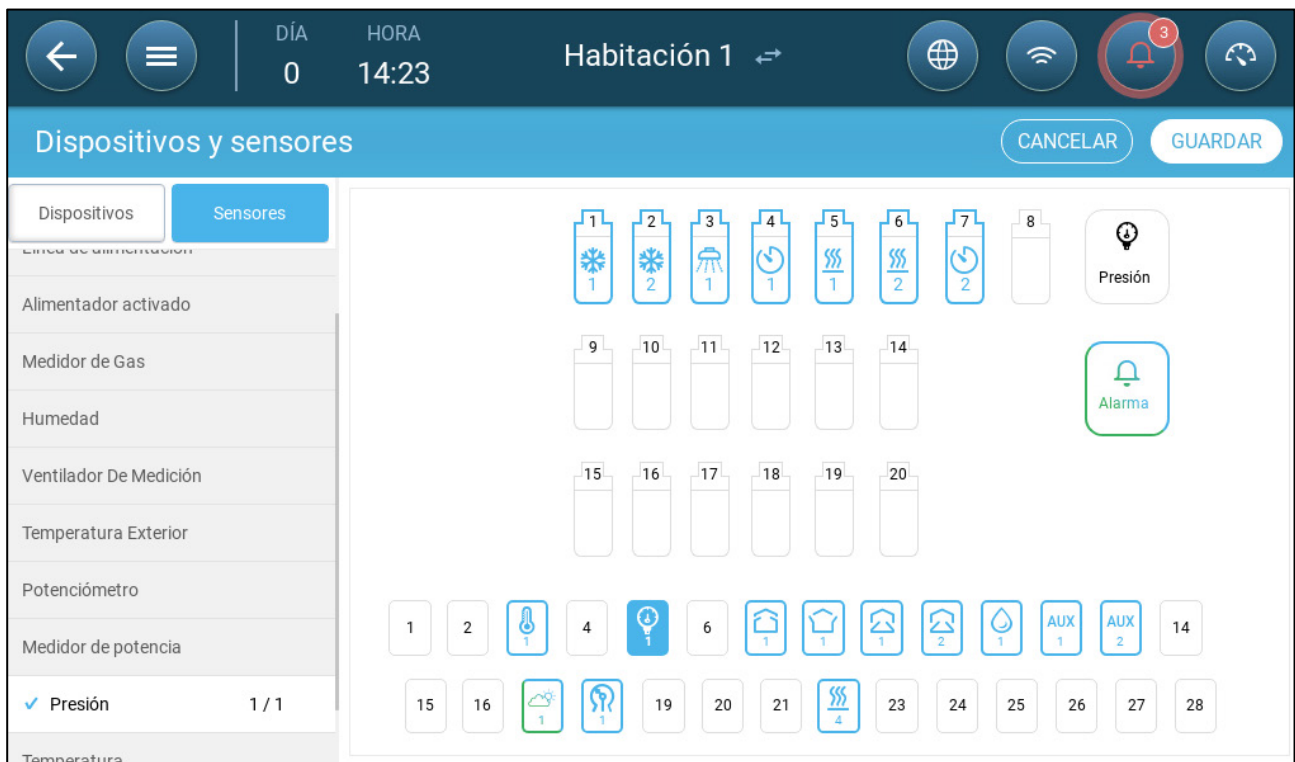 DÍA HORA 3
0 14:23 Habitación 1
Dispositivos y sensores CANCELAR GUARDAR
Dispositivos Sensores
Línea de alimentación
Alimentador activado
Medidor de Gas
Humedad
Ventilador De Medición
Temperatura Exterior
Potenciómetro
Medidor de potencia
Presión 1 / 1
Temperatura
1 2 3 4 5 6 7 8
1 2 1 1 1 2 2
Presión
9 10 11 12 13 14
Alarma
15 16 17 18 19 20
1 2 4 6 AUX AUX 14
1 1 1 1 1 2 1 1 2
15 16 19 20 21 23 24 25 26 27 28
1 1 4